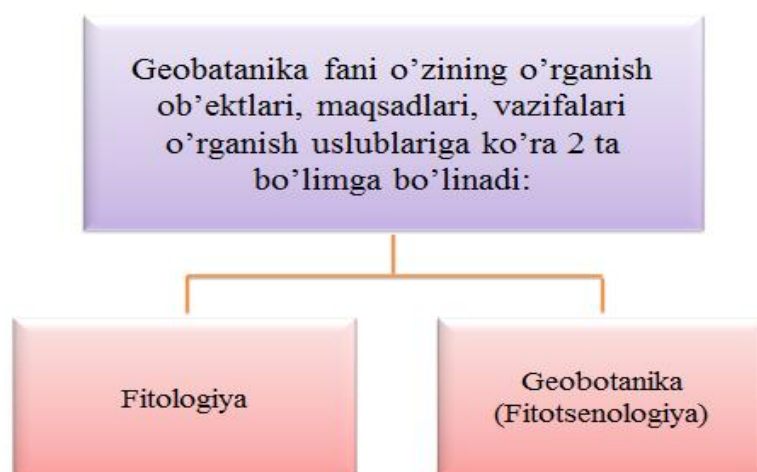 Geobatanika fani o’zining o’rganish
ob’ektlari, maqsadlari, vazifalari
o’rganish uslublariga ko’ra 2 ta
bo’limga bo’linadi:
Fitologiya
Geobotanika
(Fitotsenologiya)